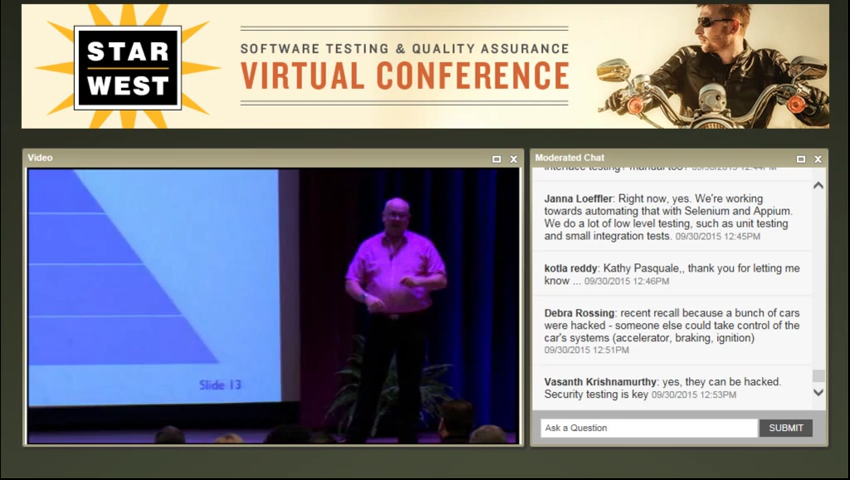 STAR
WEST
SOFTWARE TESTING & QUALITY ASSURANCE
VIRTUAL CONFERENCE
Video
Slide 13
Moderated Chat
Janna Loeffler: Right now, yes. We're working
towards automating that with Selenium and Appium.
We do a lot of low level testing, such as unit testing
and small integration tests. 09/30/2015 12:45PM
kotla reddy: Kathy Pasquale,, thank you for letting me
know ... 09/30/2015 12:46PM
Debra Rossing: recent recall because a bunch of cars
were hacked - someone else could take control of the
car's systems (accelerator, braking, ignition)
09/30/2015 12:51PM
Vasanth Krishnamurthy: yes, they can be hacked.
Security testing is key 09/30/2015 12:53PM
Ask a Question
SUBMIT